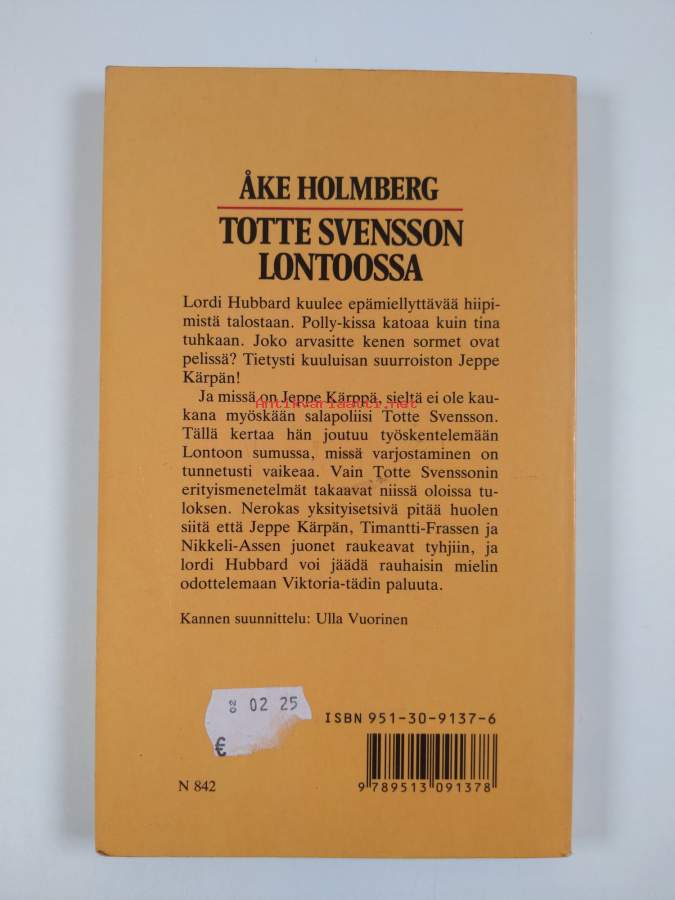 ÅKE HOLMBERG
TOTTE SVENSSON
LONTOOSSA
Lordi Hubbard kuulee epämiellyttävää hiipi-
mistä talostaan. Polly-kissa katoaa kuin tina
tuhkaan. Joko arvasitte kenen sormet ovat
pelissä? Tietysti kuuluisan suurroiston Jeppe
Kärpän!
Ja missä on Jeppe Kärppä, sieltä ei ole kau-
Antikvariaatti.net
kana myöskään salapoliisi Totte Svensson.
Tällä kertaa hän joutuu työskentelemään
Lontoon sumussa, missä varjostaminen on
tunnetusti vaikeaa. Vain Totte Svenssonin
erityismenetelmät takaavat niissä oloissa tu-
loksen. Nerokas yksityisetsivä pitää huolen
siitä että Jeppe Kärpän, Timantti-Frassen ja
Nikkeli-Assen juonet raukeavat tyhjiin, ja
lordi Hubbard voi jäädä rauhaisin mielin
odottelemaan Viktoria-tädin paluuta.
Kannen suunnittelu: Ulla Vuorinen
02 25
€
ISBN 951-30-9137-6
N 842
9 789513 091378